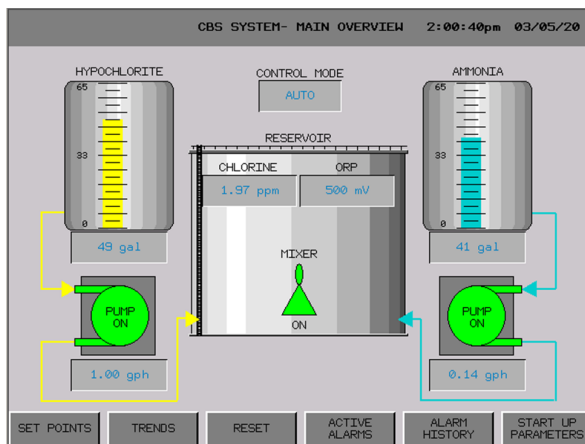 CBS SYSTEM- MAIN OVERVIEW 2:00:40pm 03/05/20
HYPOCHLORITE
CONTROL MODE
AMMONIA
65
AUTO
65
RESERVOIR
33
CHLORINE
ORP
33
1.97 ppm
500 mV
0
0
49 gal
MIXER
41 gal
PUMP
ON
ON
PUMP
ON
1.00 gph
0.14 gph
SET POINTS
TRENDS
RESET
ACTIVE
ALARMS
ALARM
HISTORY
START UP
PARAMETERS